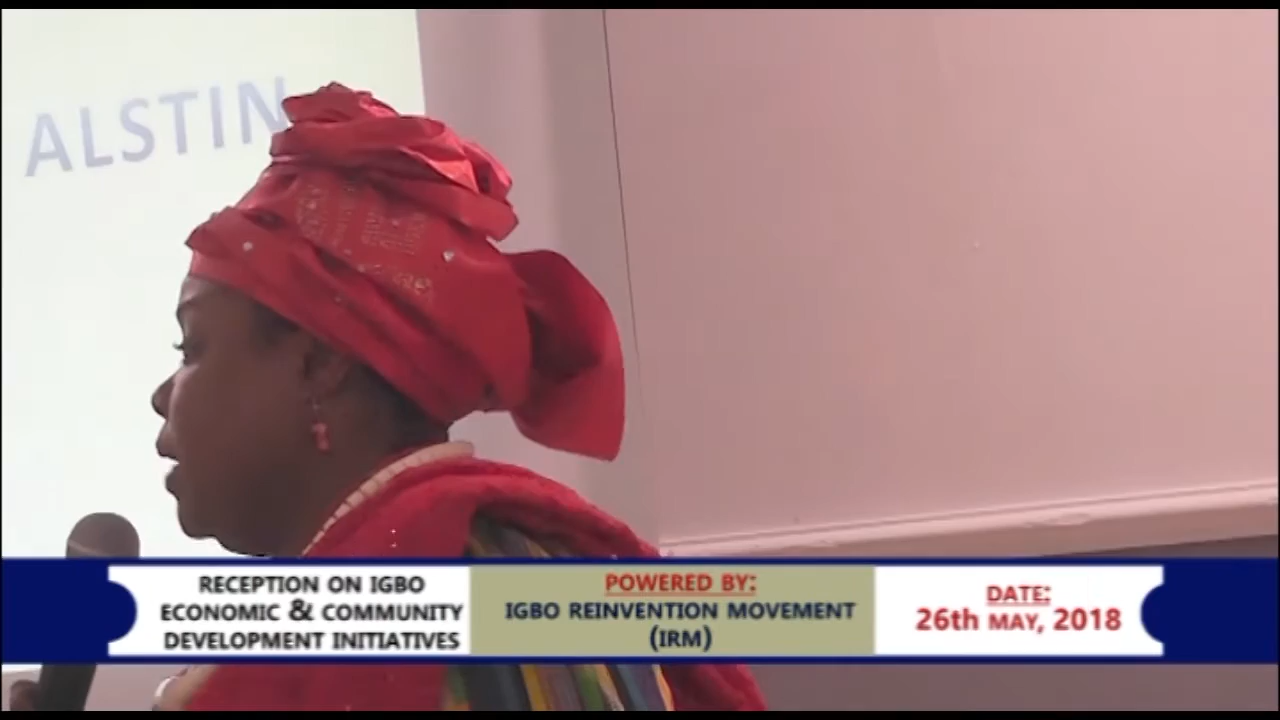 ALSTIN
RECEPTION ON IGBO
ECONOMIC & COMMUNITY
DEVELOPMENT INITIATIVES
POWERED BY:
IGBO REINVENTION MOVEMENT
(IRM)
DATE:
26th MAY, 2018